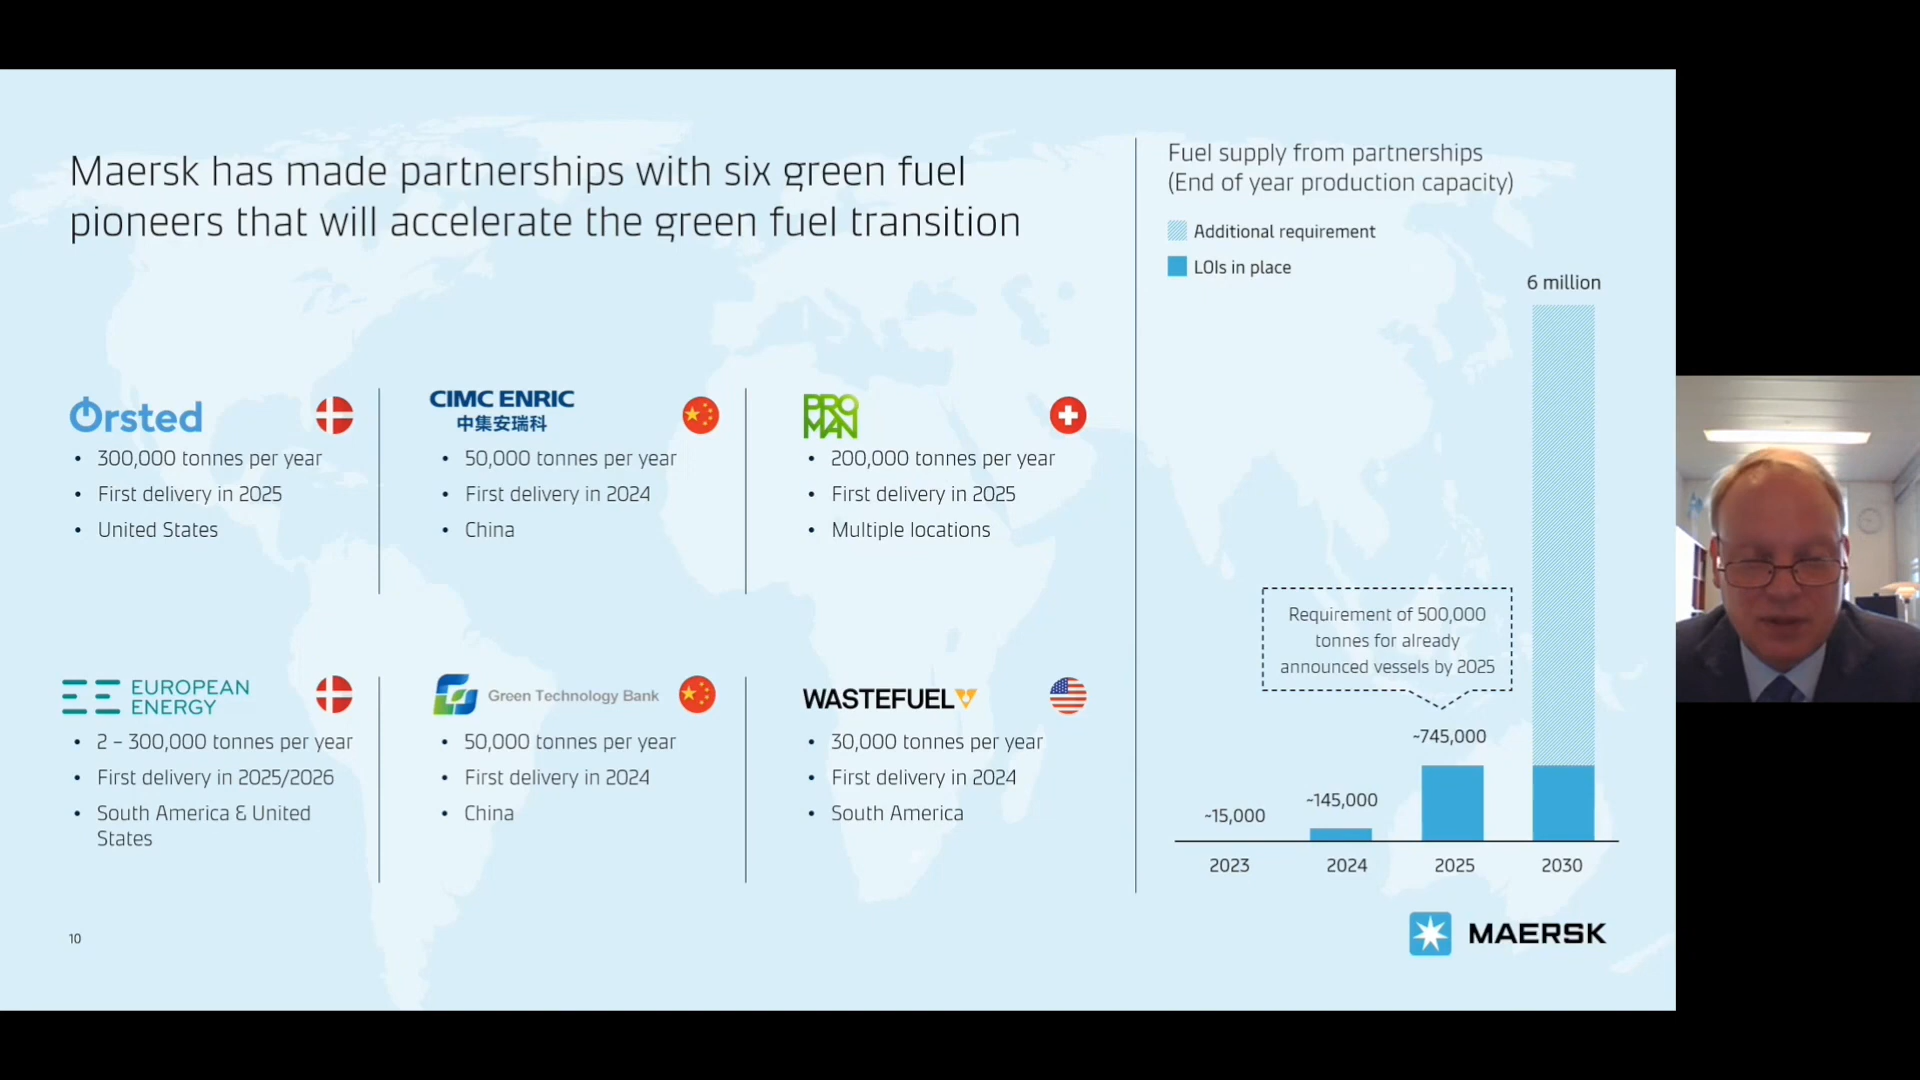 Maersk has made partnerships with six green fuel
pioneers that will accelerate the green fuel transition
Ørsted
• 300,000 tonnes per year
• First delivery in 2025
• United States
CIMC ENRIC
中集安瑞科
• 50,000 tonnes per year
• First delivery in 2024
• China
PRO
MAN
• 200,000 tonnes per year
• First delivery in 2025
• Multiple locations
EUROPEAN
ENERGY
• 2 – 300,000 tonnes per year
• First delivery in 2025/2026
• South America & United
States
Green Technology Bank
• 50,000 tonnes per year
• First delivery in 2024
• China
WASTEFUEL
• 30,000 tonnes per year
• First delivery in 2024
• South America
Fuel supply from partnerships
(End of year production capacity)
Additional requirement
LOIs in place
6 million
Requirement of 500,000
tonnes for already
announced vessels by 2025
~745,000
~145,000
~15,000
2023 2024 2025 2030
10
MAERSK